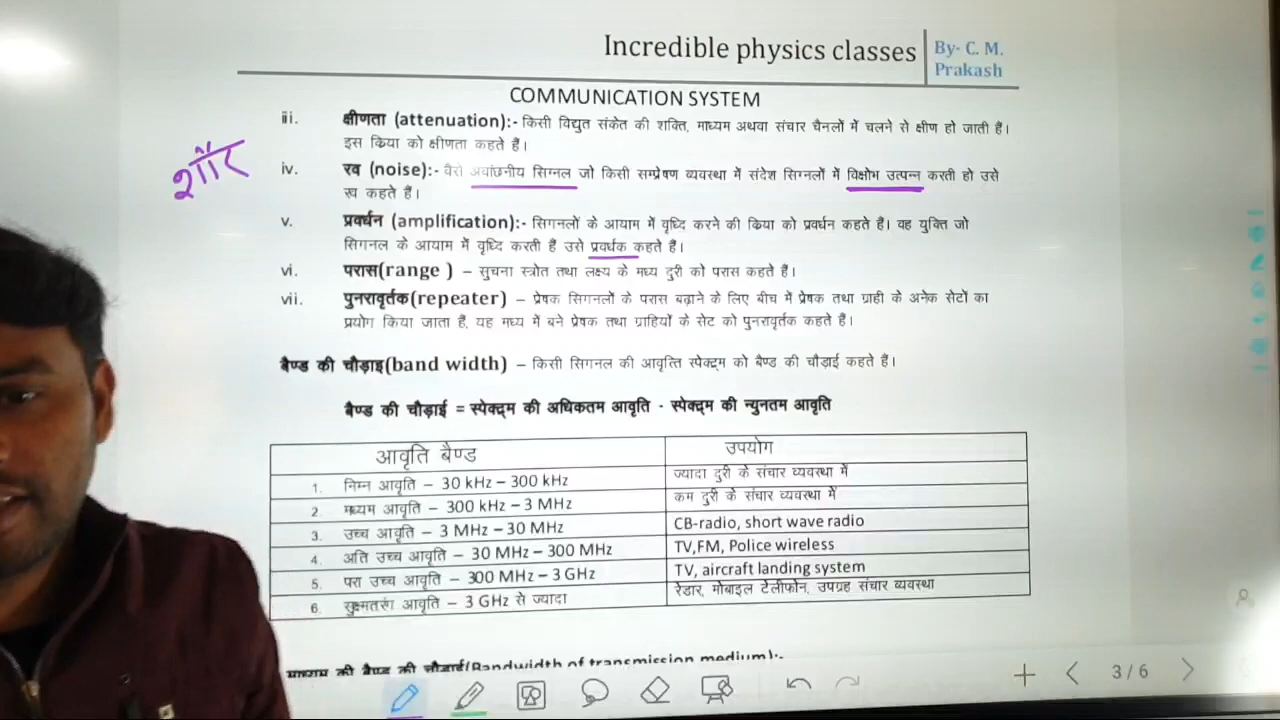 Incredible physics classes
By- C. M.
Prakash
COMMUNICATION SYSTEM
iii. क्षीणता (attenuation):- किसी विद्युत संकेत की शक्ति, माध्यम अथवा संचार चैनलों में चलने से क्षीण हो जाती हैं।
इस क्रिया को क्षीणता कहते हैं।
शोर
iv. रव (noise):- वैसे अवांछनीय सिग्नल जो किसी सम्प्रेषण व्यवस्था में संदेश सिग्नलों में विक्षोभ उत्पन्न करती हो उसे
रव कहते हैं।
v. प्रवर्धन (amplification):- सिगनलों के आयाम में वृध्दि करने की क्रिया को प्रवर्धन कहते हैं। वह युक्ति जो
सिगनल के आयाम में वृध्दि करती हैं उसे प्रवर्धक कहते हैं।
vi. परास(range ) – सुचना स्त्रोत तथा लक्ष्य के मध्य दुरी को परास कहते हैं।
vii. पुनरावृर्तक(repeater) – प्रेषक सिगनलों के परास बढ़ाने के लिए बीच में प्रेषक तथा ग्राही के अनेक सेटों का
प्रयोग किया जाता हैं, यह मध्य में बने प्रेषक तथा ग्राहियों के सेट को पुनरावृर्तक कहते हैं।
बैण्ड की चौड़ाइ(band width) – किसी सिगनल की आवृत्ति स्पेक्ट्रम को बैण्ड की चौड़ाई कहते हैं।
बैण्ड की चौड़ाई = स्पेक्ट्रम की अधिकतम आवृति - स्पेक्ट्रम की न्युनतम आवृति
आवृति बैण्ड उपयोग
1. निम्न आवृति – 30 kHz – 300 kHz ज्यादा दुरी के संचार व्यवस्था में
2. मध्यम आवृति – 300 kHz – 3 MHz कम दुरी के संचार व्यवस्था में
3. उच्च आवृति – 3 MHz – 30 MHz CB-radio, short wave radio
4. अति उच्च आवृति – 30 MHz – 300 MHz TV,FM, Police wireless
5. परा उच्च आवृति – 300 MHz – 3 GHz TV, aircraft landing system
6. सुक्ष्मतरंग आवृति – 3 GHz से ज्यादा रेडार, मोबाइल टेलीफोन, उपग्रह संचार व्यवस्था
माध्यम की बैण्ड की चौड़ाई(Bandwidth of transmission medium):-
3 / 6